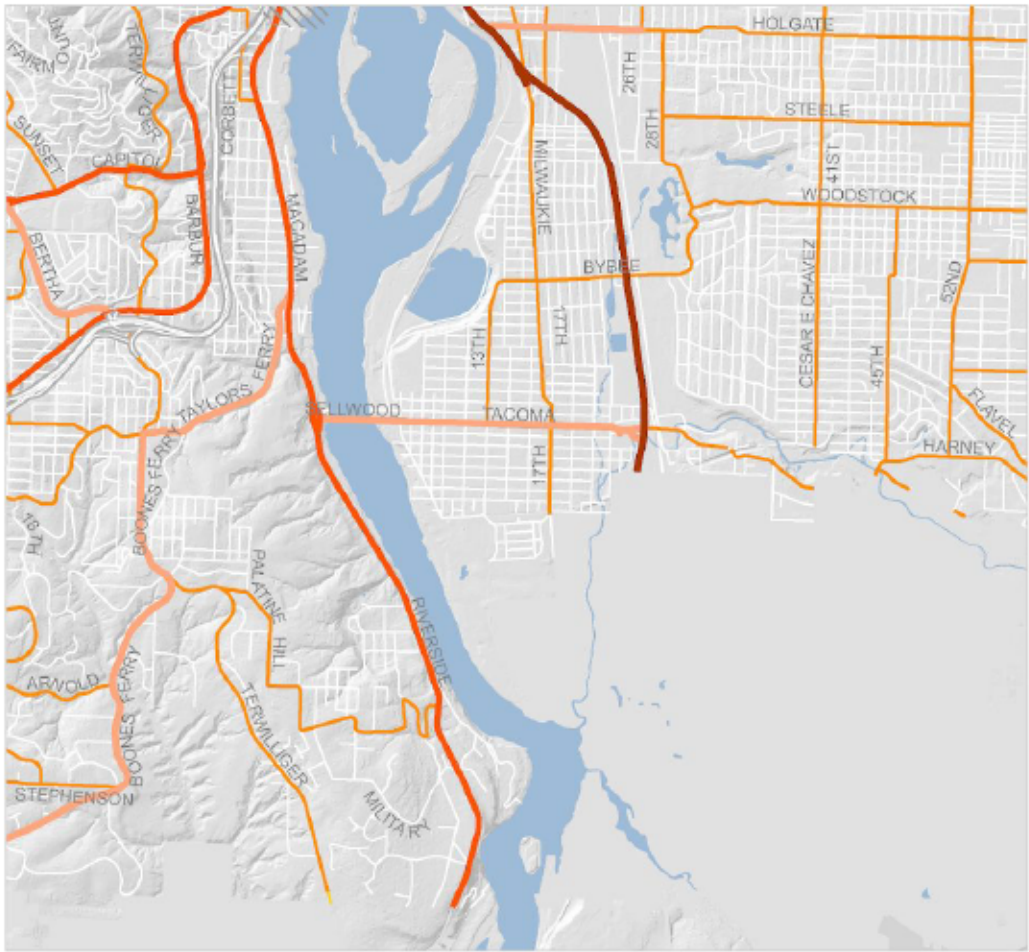 HOLGATE
FAIRM
OUNT
TERWILLIGER
CORBETT
26TH
STEELE
28TH
SUNSET
CAPITOL
MILWAUKIE
41ST
WOODSTOCK
BARBUR
MACADAM
BERTHA
BYBEE
CESAR E CHAVEZ
52ND
13TH
17TH
45TH
TAYLORS FERRY
SELLWOOD
TACOMA
FLAVEL
HARNEY
17TH
BOONES FERRY
PALATINE HILL
RIVERSIDE
ARNOLD
BOONES FERRY
TERWILLIGER
STEPHENSON
MILITARY